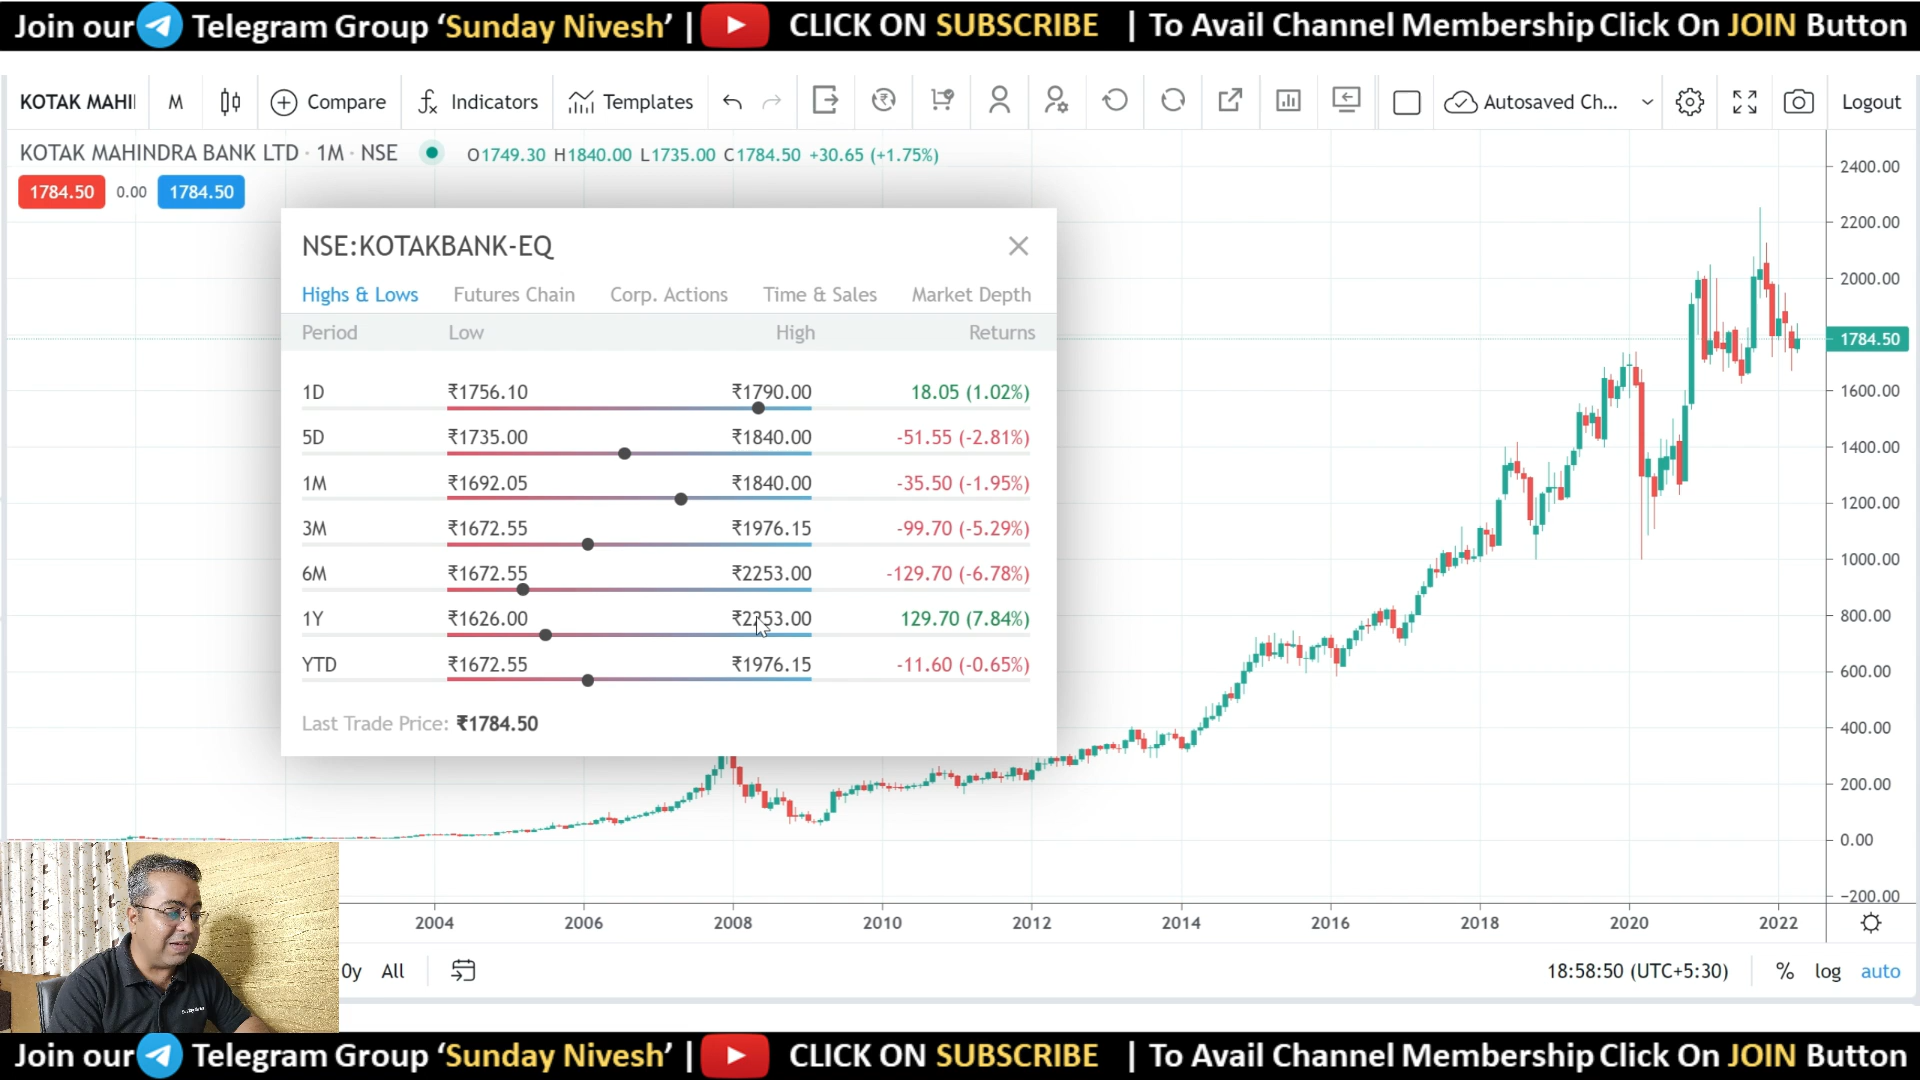 Join our Telegram Group ‘Sunday Nivesh’ | CLICK ON SUBSCRIBE | To Avail Channel Membership Click On JOIN Button
KOTAK MAHI M Compare Indicators Templates Autosaved Ch... Logout
KOTAK MAHINDRA BANK LTD · 1M · NSE O1749.30 H1840.00 L1735.00 C1784.50 +30.65 (+1.75%)
1784.50 0.00 1784.50
NSE:KOTAKBANK-EQ
Highs & Lows Futures Chain Corp. Actions Time & Sales Market Depth
Period Low High Returns
1D ₹1756.10 ₹1790.00 18.05 (1.02%)
5D ₹1735.00 ₹1840.00 -51.55 (-2.81%)
1M ₹1692.05 ₹1840.00 -35.50 (-1.95%)
3M ₹1672.55 ₹1976.15 -99.70 (-5.29%)
6M ₹1672.55 ₹2253.00 -129.70 (-6.78%)
1Y ₹1626.00 ₹2253.00 129.70 (7.84%)
YTD ₹1672.55 ₹1976.15 -11.60 (-0.65%)
Last Trade Price: ₹1784.50
2400.00
2200.00
2000.00
1784.50
1600.00
1400.00
1200.00
1000.00
800.00
600.00
400.00
200.00
0.00
-200.00
2004 2006 2008 2010 2012 2014 2016 2018 2020 2022
0y All 18:58:50 (UTC+5:30) % log auto
Join our Telegram Group ‘Sunday Nivesh’ | CLICK ON SUBSCRIBE | To Avail Channel Membership Click On JOIN Button